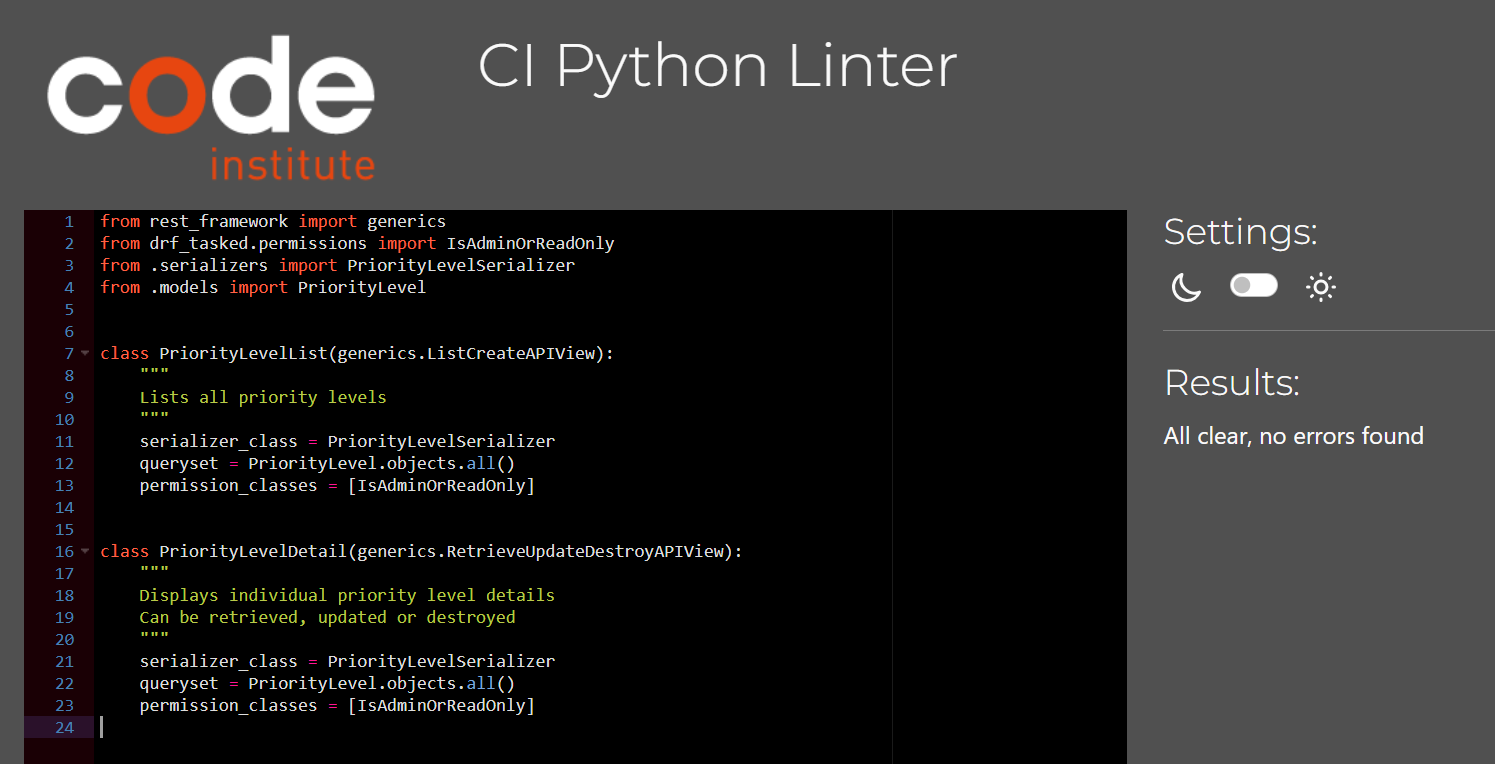 code
institute
CI Python Linter
1 from rest_framework import generics
2 from drf_tasked.permissions import IsAdminOrReadOnly
3 from .serializers import PriorityLevelSerializer
4 from .models import PriorityLevel
5
6
7 class PriorityLevelList(generics.ListCreateAPIView):
8     """
9     Lists all priority levels
10     """
11     serializer_class = PriorityLevelSerializer
12     queryset = PriorityLevel.objects.all()
13     permission_classes = [IsAdminOrReadOnly]
14
15
16 class PriorityLevelDetail(generics.RetrieveUpdateDestroyAPIView):
17     """
18     Displays individual priority level details
19     Can be retrieved, updated or destroyed
20     """
21     serializer_class = PriorityLevelSerializer
22     queryset = PriorityLevel.objects.all()
23     permission_classes = [IsAdminOrReadOnly]
24
Settings:
Results:
All clear, no errors found